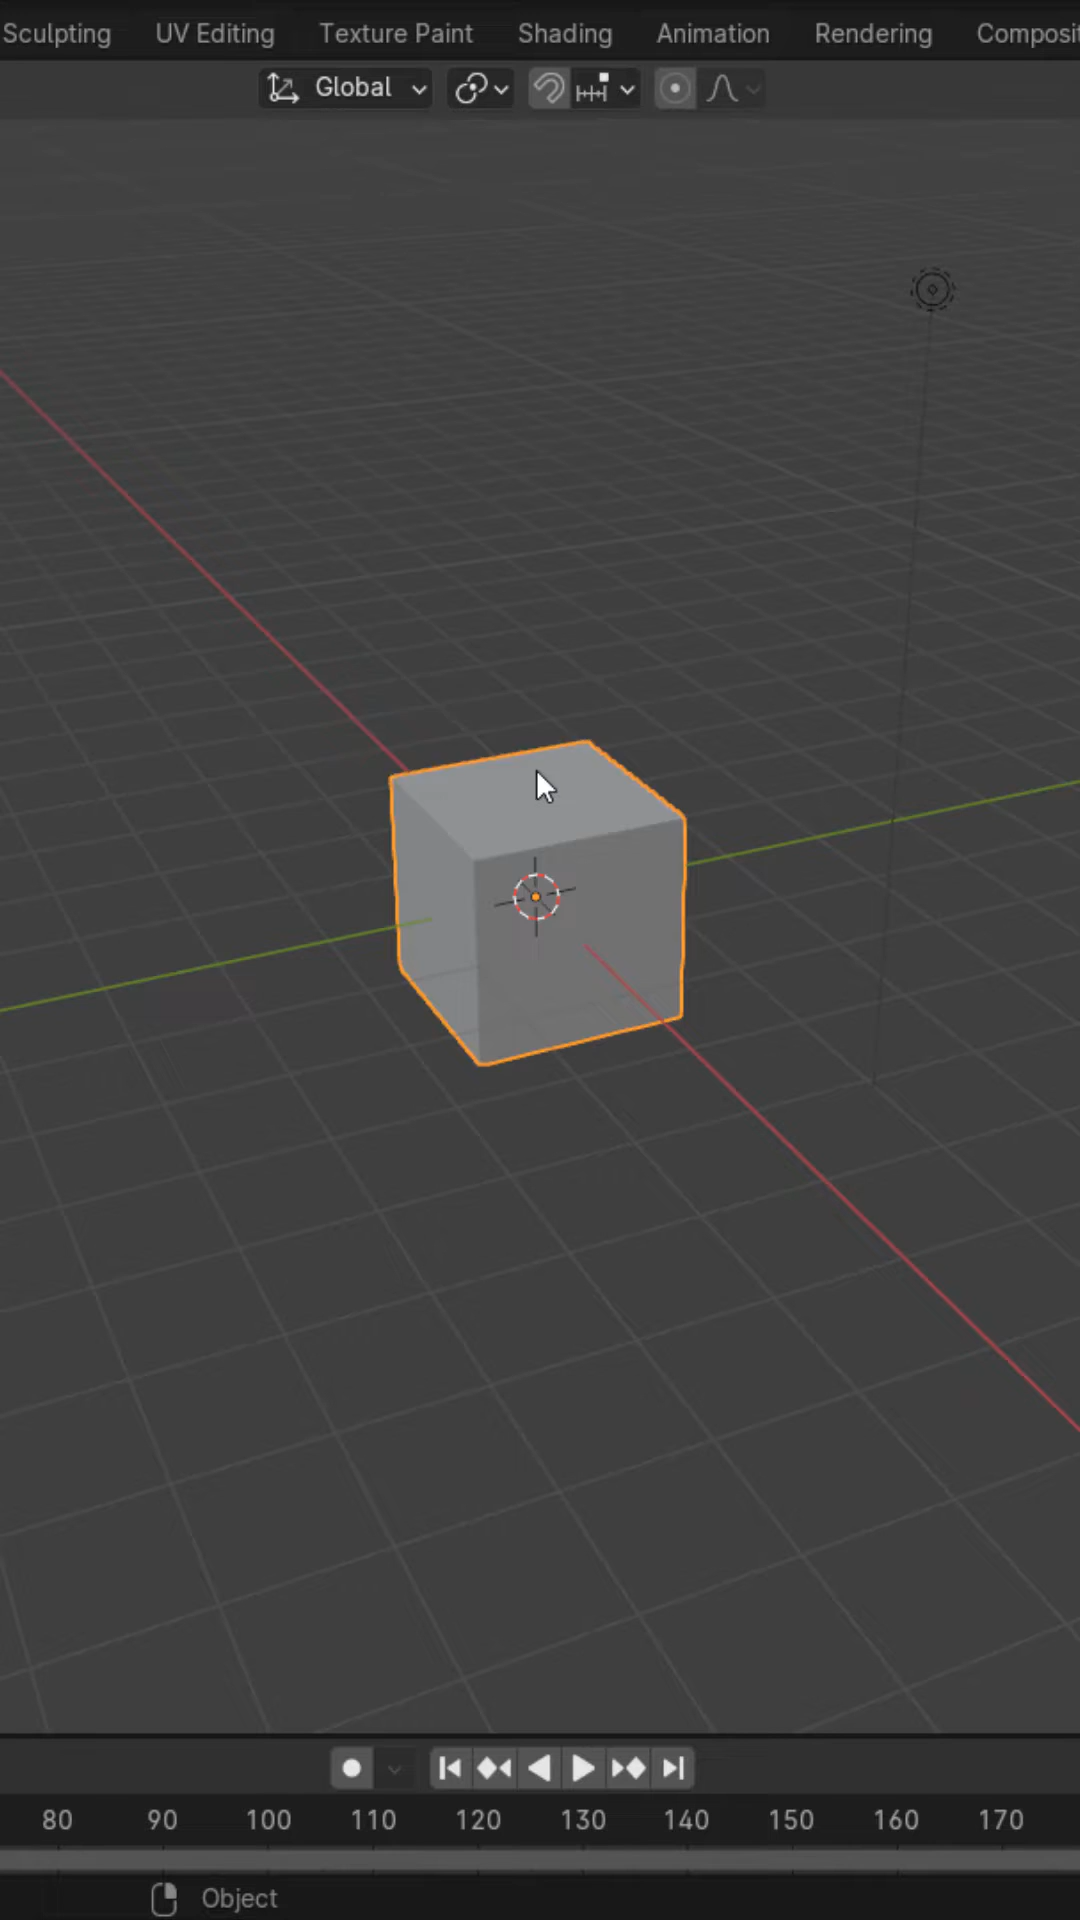 Sculpting UV Editing Texture Paint Shading Animation Rendering Composit
Global
80 90 100 110 120 130 140 150 160 170
Object